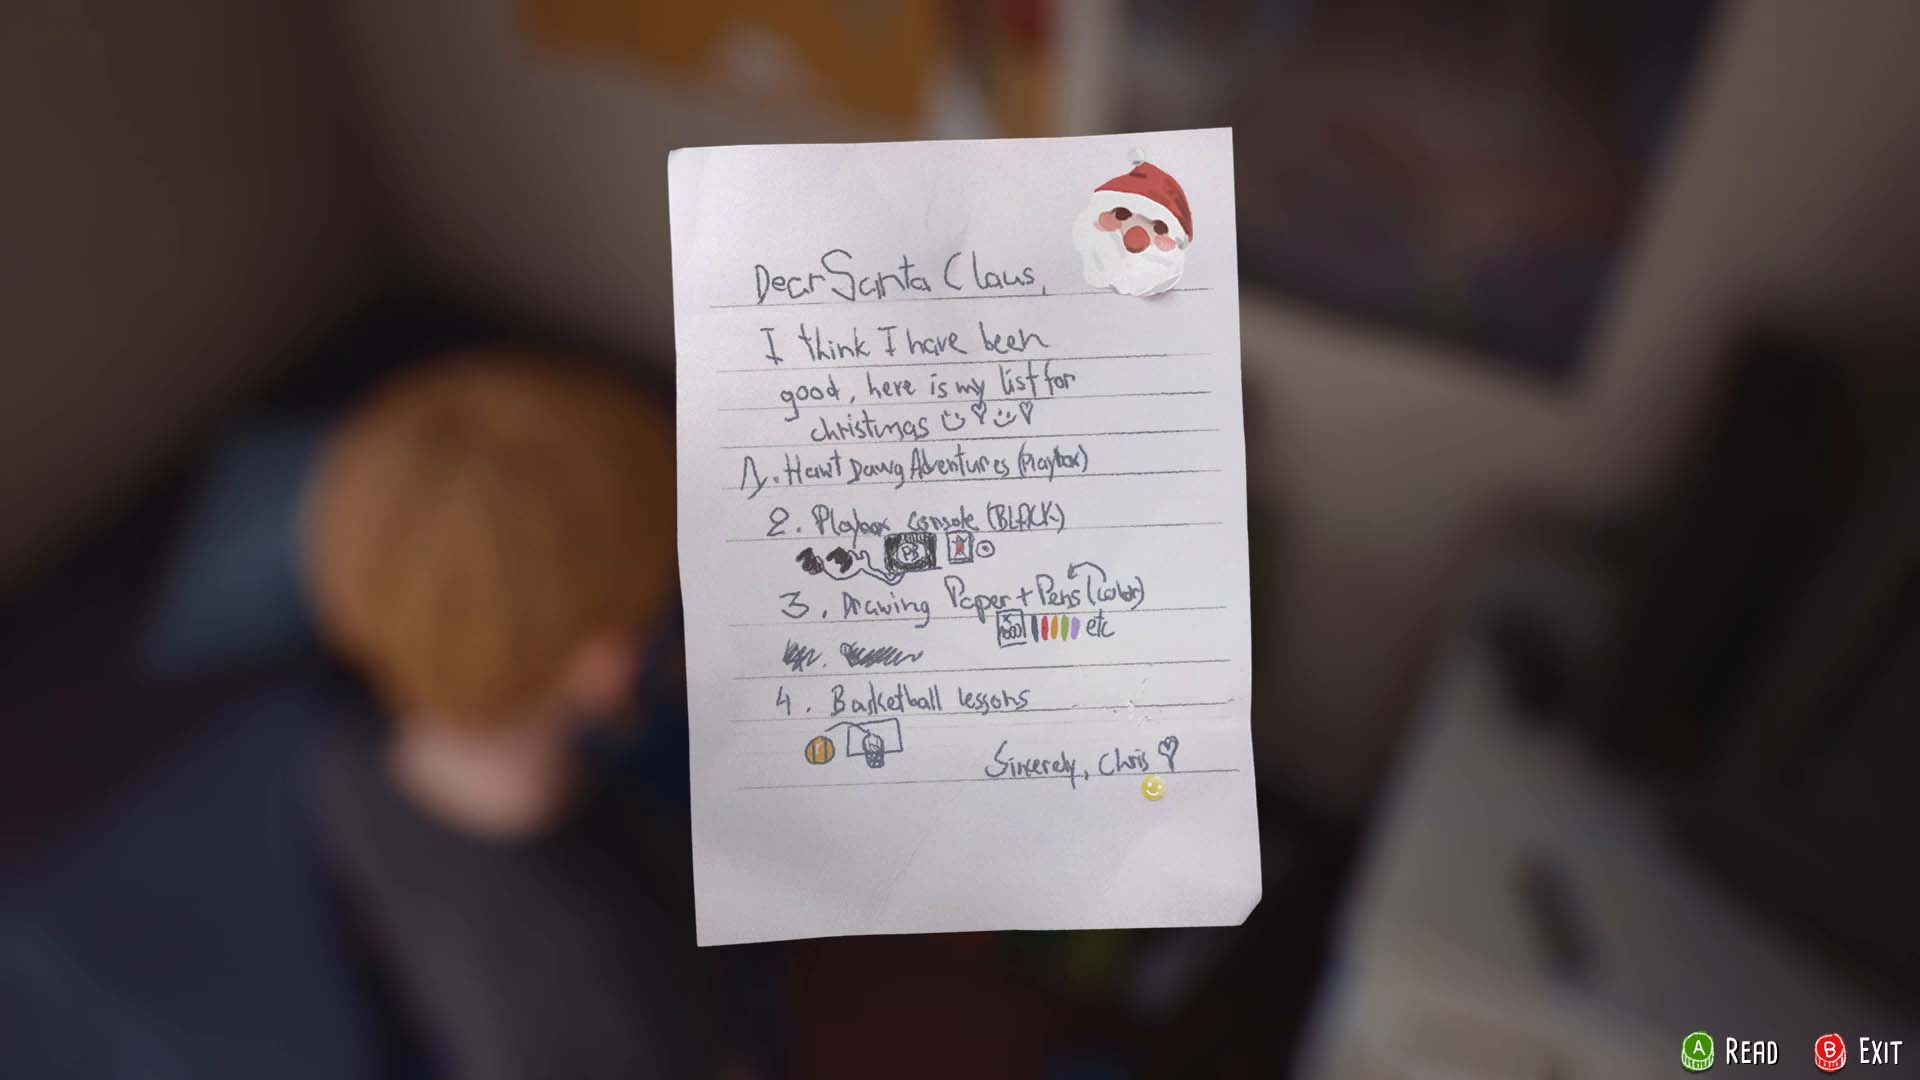 Dear Santa Claus,
I think I have been
good, here is my list for
christmas
1. Hawt Dawg Adventures (Playbox)
2. Playbox console (BLACK)
PB
3. Drawing Paper + Pens (color)
etc
4. Basketball lessons
Sincerely, Chris
A READ B EXIT